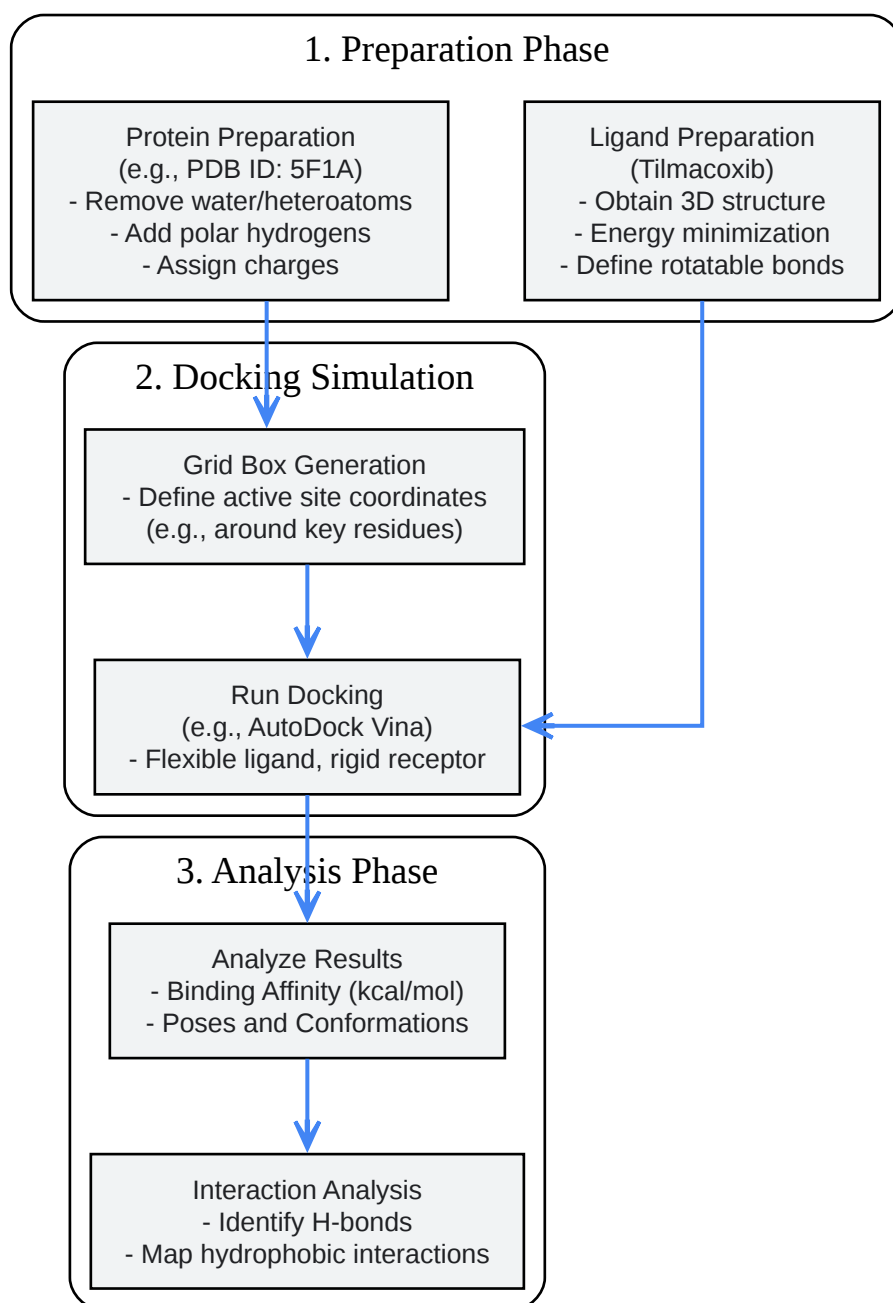 1. Preparation Phase
Protein Preparation
(e.g., PDB ID: 5F1A)
- Remove water/heteroatoms
- Add polar hydrogens
- Assign charges
Ligand Preparation
(Tilmacoxib)
- Obtain 3D structure
- Energy minimization
- Define rotatable bonds
2. Docking Simulation
Grid Box Generation
- Define active site coordinates
(e.g., around key residues)
Run Docking
(e.g., AutoDock Vina)
- Flexible ligand, rigid receptor
3. Analysis Phase
Analyze Results
- Binding Affinity (kcal/mol)
- Poses and Conformations
Interaction Analysis
- Identify H-bonds
- Map hydrophobic interactions